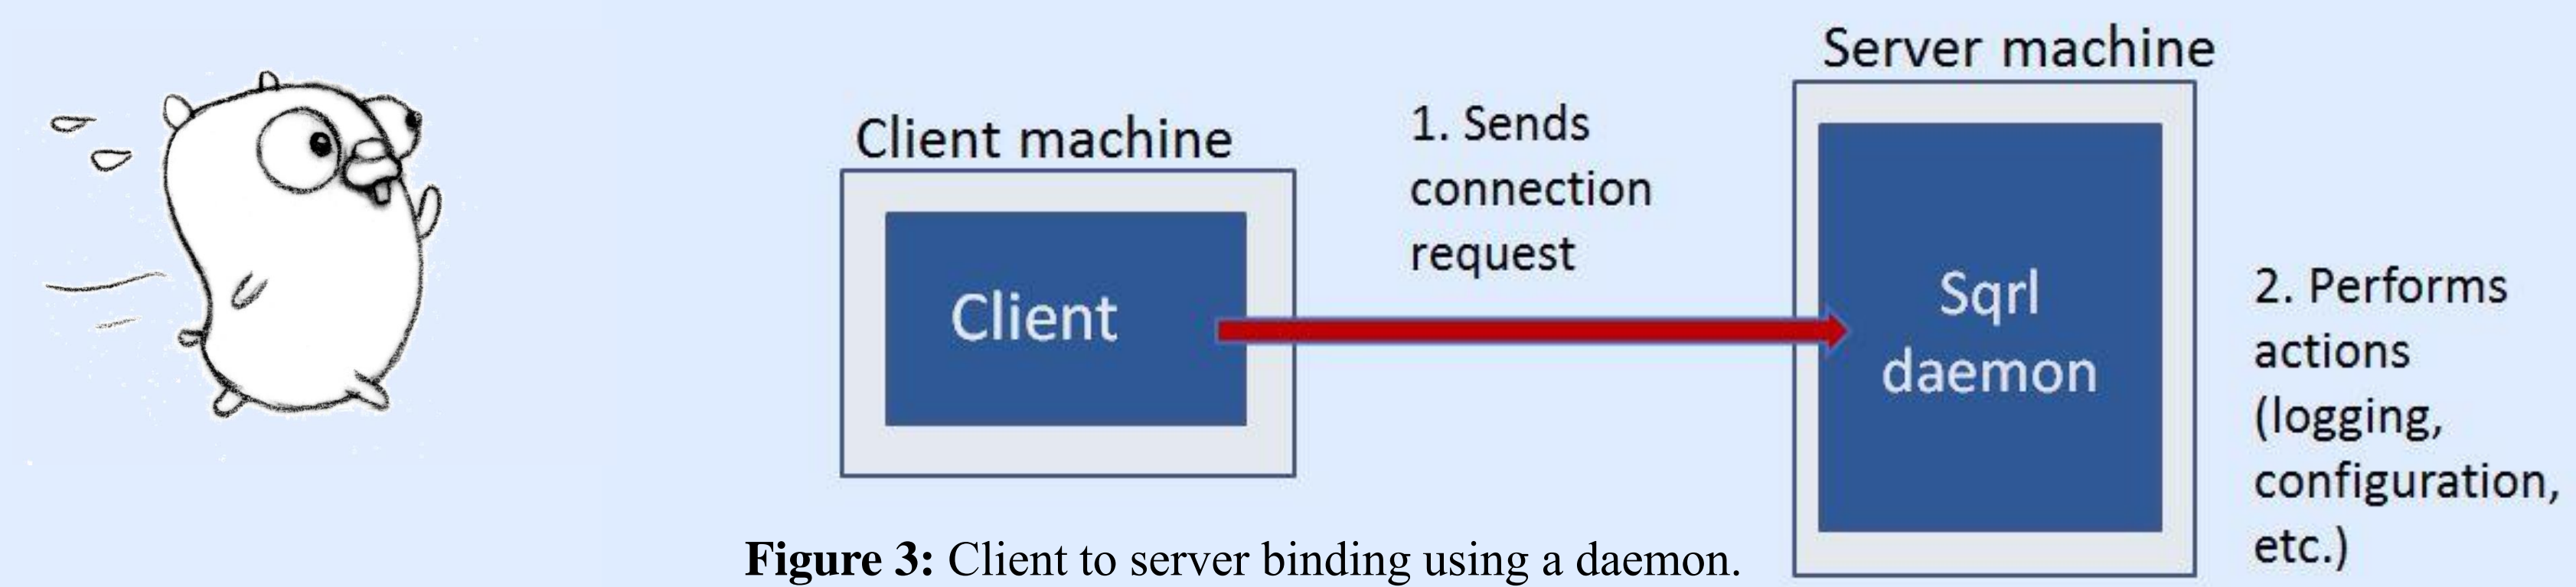 Client machine
Client
1. Sends
connection
request
Server machine
Sqrl
daemon
2. Performs
actions
(logging,
configuration,
etc.)
Figure 3: Client to server binding using a daemon.